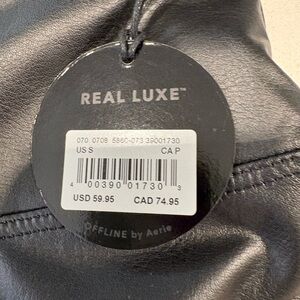 REAL LUXE™
070 0708 5860-073 39001730
US S CA P
4 00390 01730 3
USD 59.95 CAD 74.95
OFFLINE by Aerie